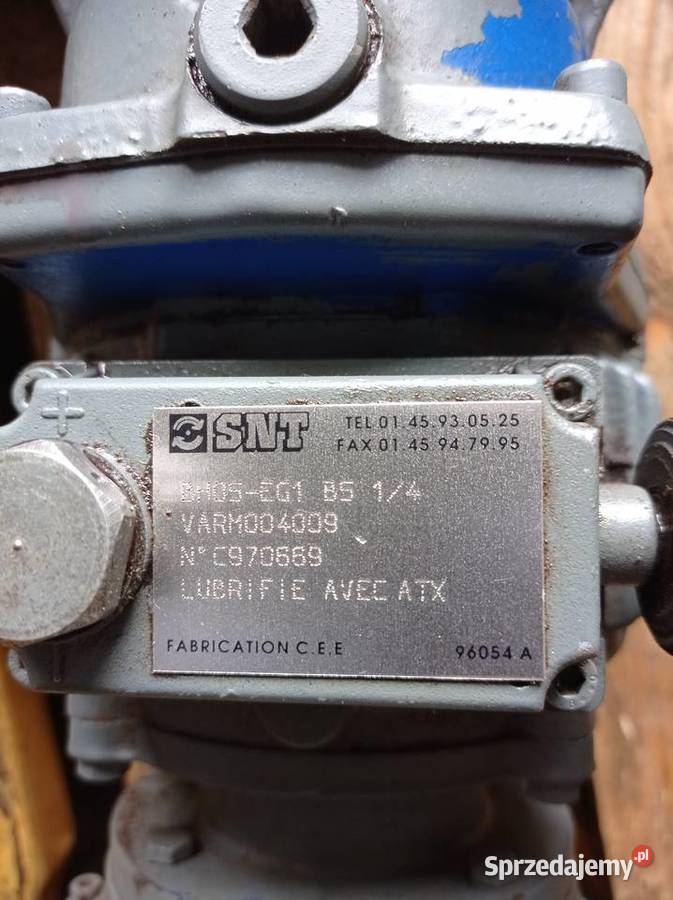 SNT
TEL 01.45.93.05.25
FAX 01.45.94.79.95
BM05-EG1 B5 1/4
VARM004009
N° C970669
LUBRIFIE AVEC ATX
FABRICATION C.E.E
96054 A
Sprzedajemy.pl